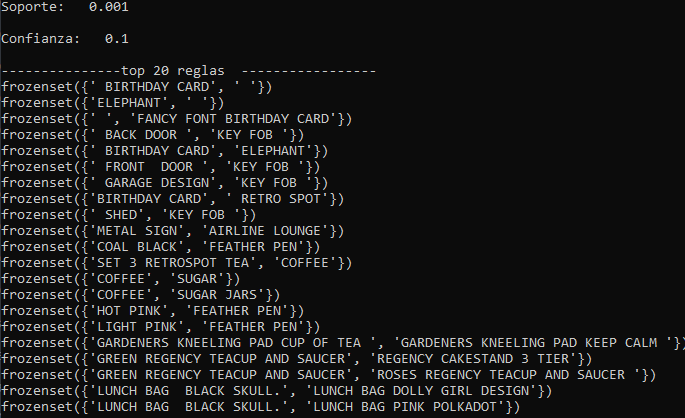 Soporte:   0.001
Confianza:   0.1
---------------top 20 reglas  -----------------
frozenset({' BIRTHDAY CARD', ' '})
frozenset({'ELEPHANT', ' '})
frozenset({' ', 'FANCY FONT BIRTHDAY CARD'})
frozenset({' BACK DOOR ', 'KEY FOB '})
frozenset({' BIRTHDAY CARD', 'ELEPHANT'})
frozenset({' FRONT  DOOR ', 'KEY FOB '})
frozenset({' GARAGE DESIGN', 'KEY FOB '})
frozenset({'BIRTHDAY CARD', ' RETRO SPOT'})
frozenset({' SHED', 'KEY FOB '})
frozenset({'METAL SIGN', 'AIRLINE LOUNGE'})
frozenset({'COAL BLACK', 'FEATHER PEN'})
frozenset({'SET 3 RETROSPOT TEA', 'COFFEE'})
frozenset({'COFFEE', 'SUGAR'})
frozenset({'COFFEE', 'SUGAR JARS'})
frozenset({'HOT PINK', 'FEATHER PEN'})
frozenset({'LIGHT PINK', 'FEATHER PEN'})
frozenset({'GARDENERS KNEELING PAD CUP OF TEA ', 'GARDENERS KNEELING PAD KEEP CALM '})
frozenset({'GREEN REGENCY TEACUP AND SAUCER', 'REGENCY CAKESTAND 3 TIER'})
frozenset({'GREEN REGENCY TEACUP AND SAUCER', 'ROSES REGENCY TEACUP AND SAUCER '})
frozenset({'LUNCH BAG  BLACK SKULL.', 'LUNCH BAG DOLLY GIRL DESIGN'})
frozenset({'LUNCH BAG  BLACK SKULL.', 'LUNCH BAG PINK POLKADOT'})